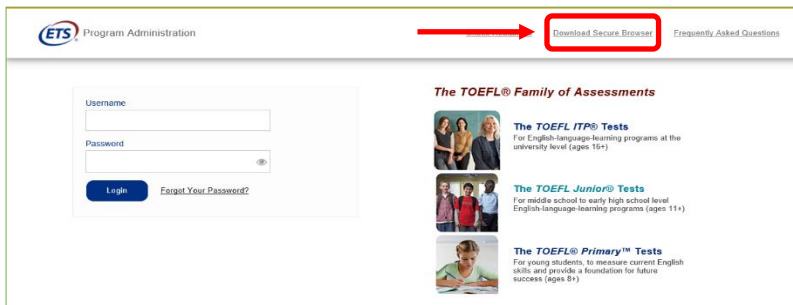 ETS Program Administration
Download Secure Browser
Frequently Asked Questions
Username
Password
Login
Forgot Your Password?
The TOEFL® Family of Assessments
The TOEFL ITP® Tests
For English-language-learning programs at the
university level (ages 16+)
The TOEFL Junior® Tests
For middle school to early high school level
English-language-learning programs (ages 11+)
The TOEFL® Primary™ Tests
For young students, to measure current English
skills and provide a foundation for future
success (ages 8+)